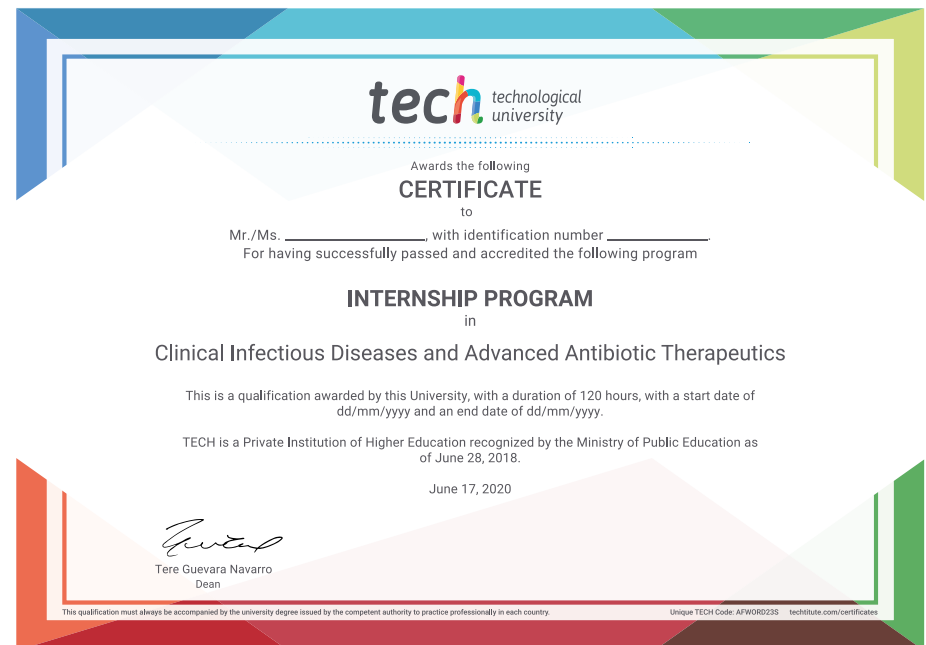 tech technological
university
Awards the following
CERTIFICATE
to
Mr./Ms. ____________________, with identification number ______________.
For having successfully passed and accredited the following program
INTERNSHIP PROGRAM
in
Clinical Infectious Diseases and Advanced Antibiotic Therapeutics
This is a qualification awarded by this University, with a duration of 120 hours, with a start date of
dd/mm/yyyy and an end date of dd/mm/yyyy.
TECH is a Private Institution of Higher Education recognized by the Ministry of Public Education as
of June 28, 2018.
June 17, 2020
Tere Guevara Navarro
Dean
This qualification must always be accompanied by the university degree issued by the competent authority to practice professionally in each country.
Unique TECH Code: AFWORD23S techtitute.com/certificates